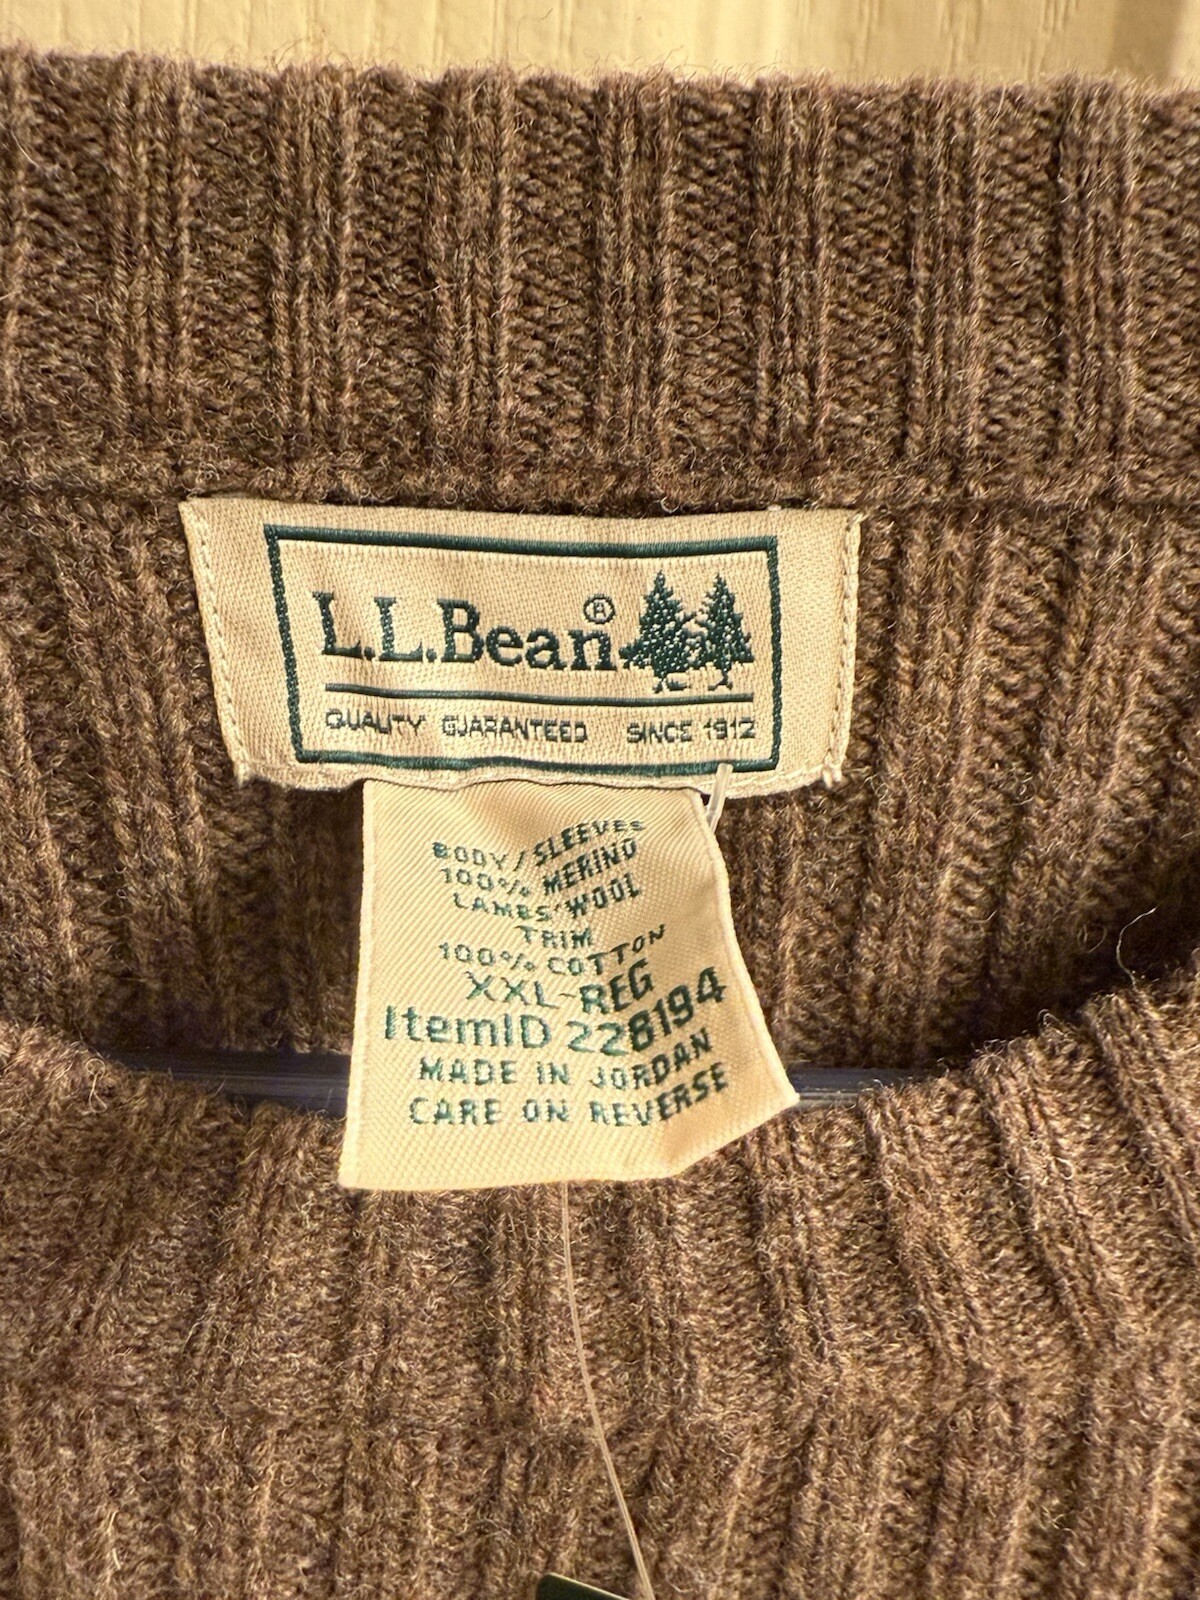 L.L.Bean®
QUALITY GUARANTEED SINCE 1912
BODY/SLEEVES
100% MERINO
LAMBS'WOOL
TRIM
100% COTTON
XXL-REG
ItemID 228194
MADE IN JORDAN
CARE ON REVERSE